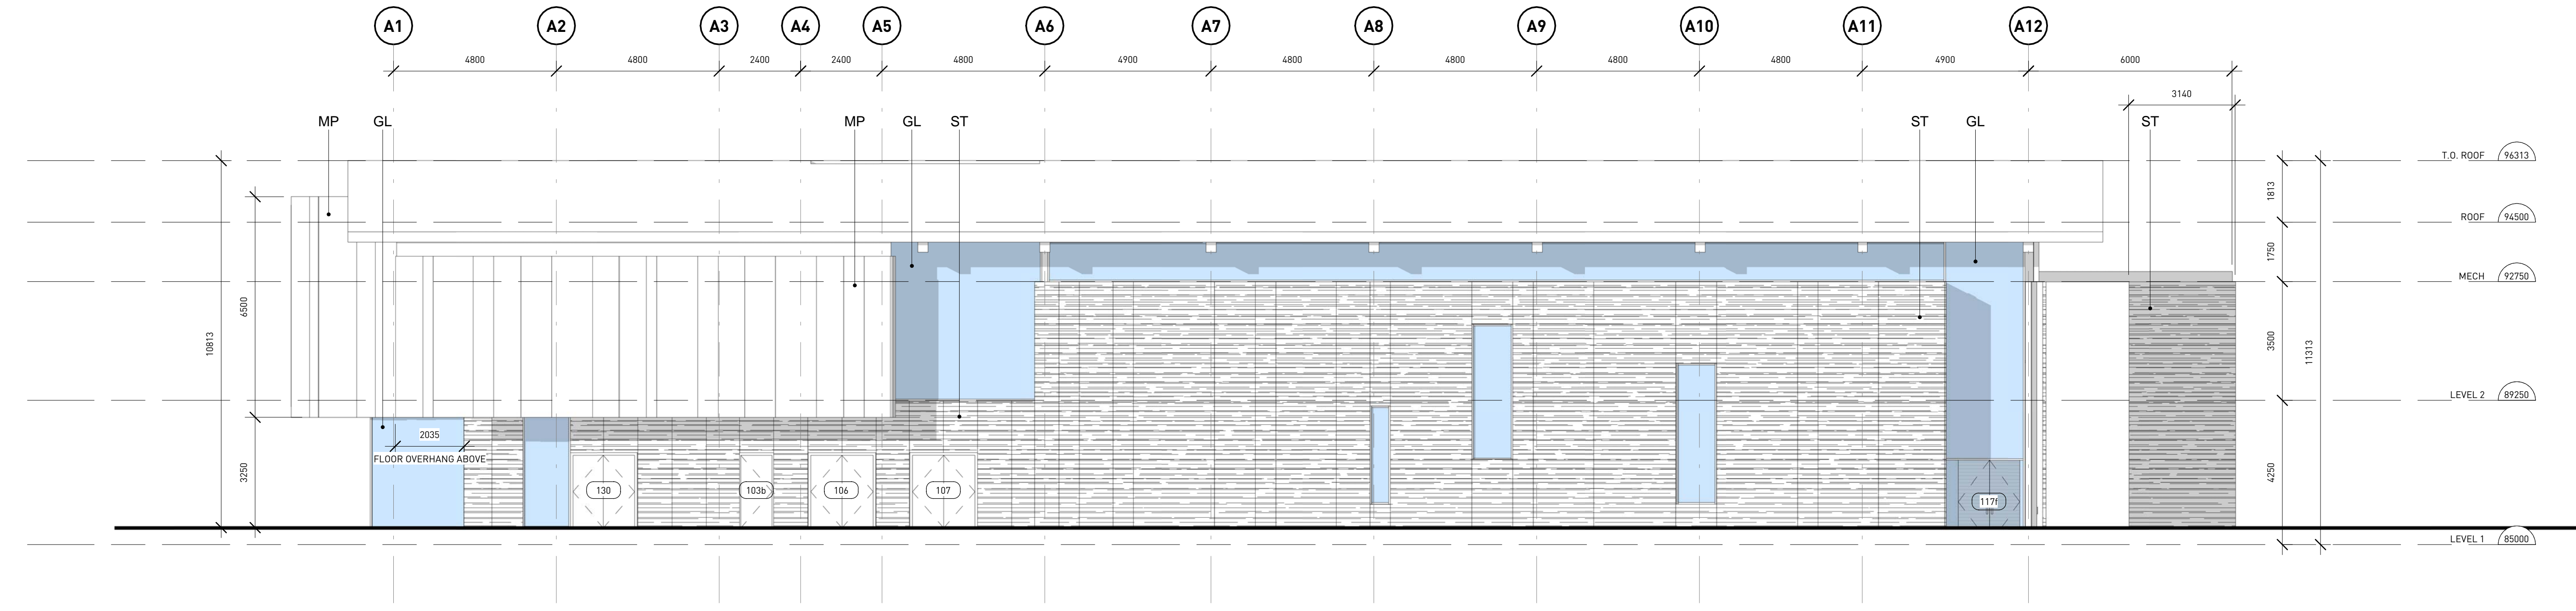 A1 A2 A3 A4 A5 A6 A7 A8 A9 A10 A11 A12
4800 4800 2400 2400 4800 4900 4800 4800 4800 4800 4900 6000
3140
MP GL MP GL ST ST GL ST
T.O. ROOF 96313
1813
ROOF 94500
1750
MECH 92750
6500
10813
3500
11313
LEVEL 2 89250
2035
FLOOR OVERHANG ABOVE
3250
4250
130 103b 106 107 117f
LEVEL 1 85000